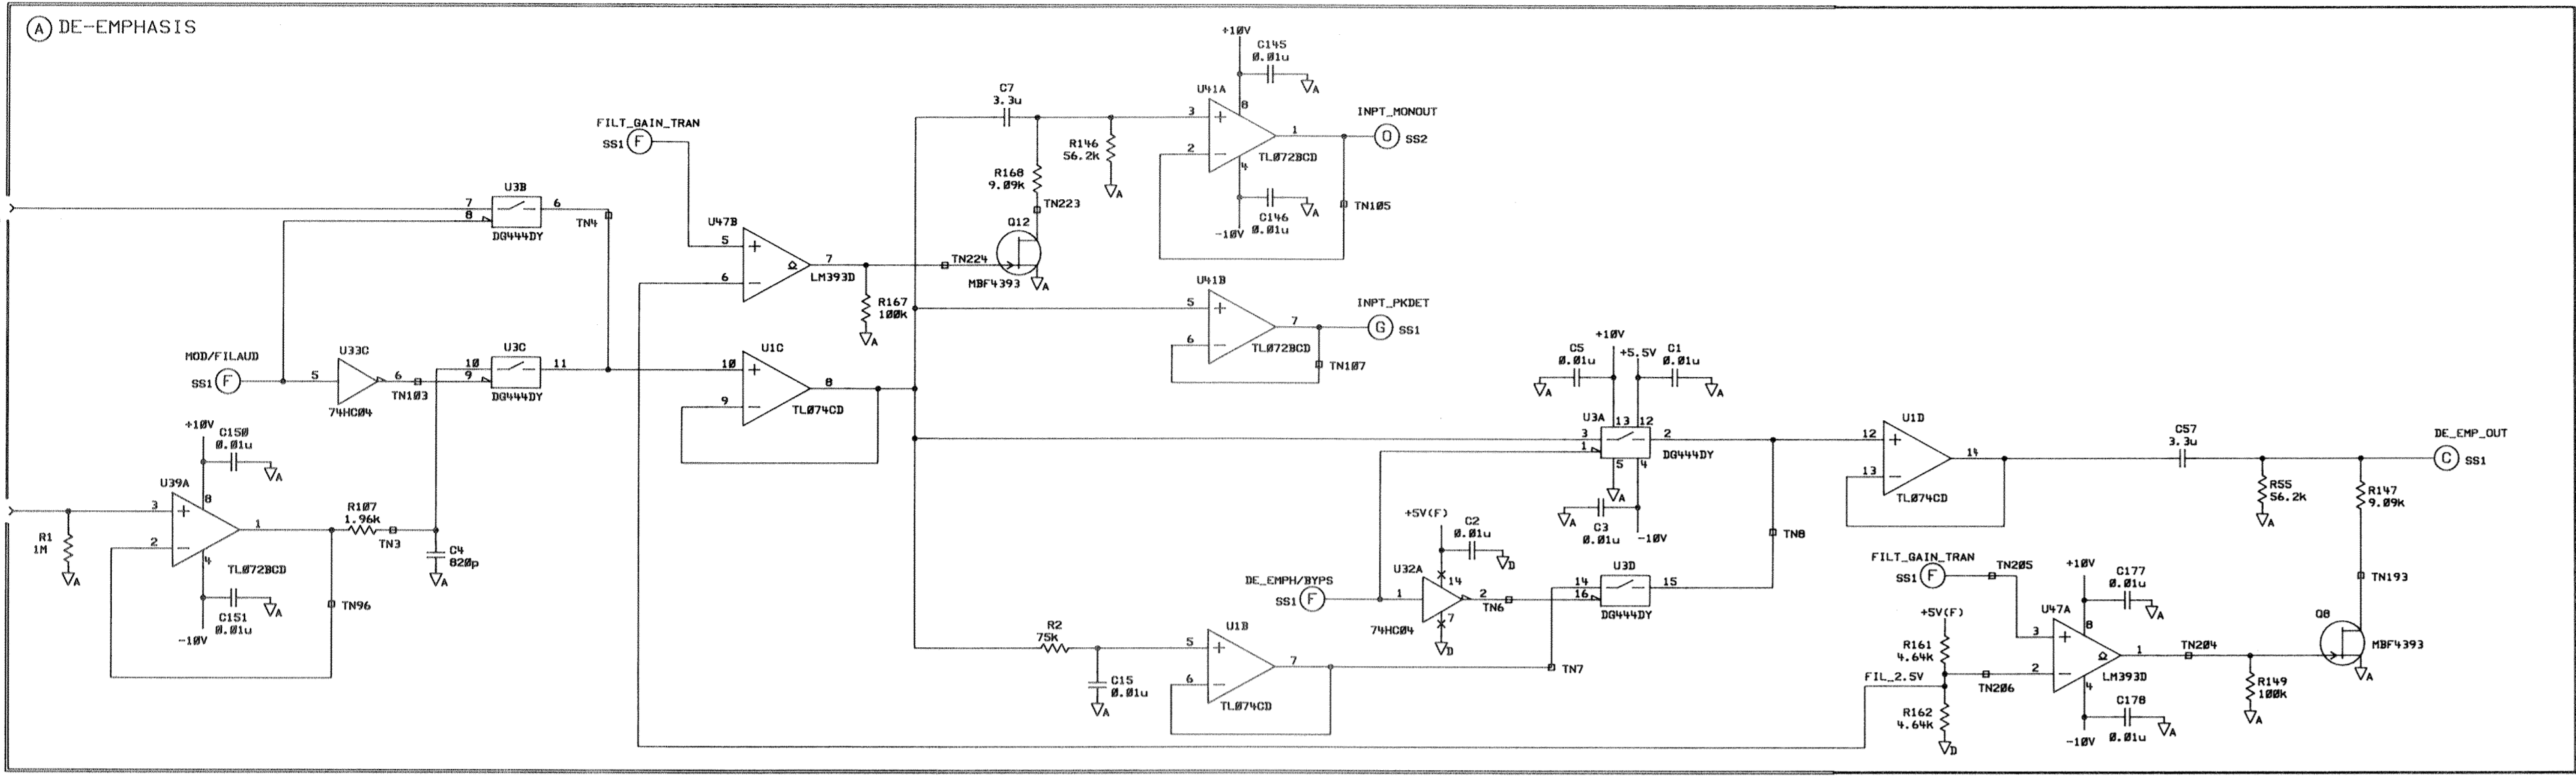 A DE-EMPHASIS
+10V
C145
0.01u
A
U41A
8
3
1
2
4
TL072BCD
INPT_MONOUT
O SS2
C7
3.3u
R146
56.2k
A
R168
9.09k
TN223
C146
0.01u
A
-10V
TN105
FILT_GAIN_TRAN
SS1 F
U3B
7
8
6
DG444DY
TN4
U47B
5
6
7
LM393D
TN224
Q12
MBF4393
A
R167
100k
A
U41B
5
6
7
TL072BCD
INPT_PKDET
G SS1
TN107
MOD/FILAUD
SS1 F
U33C
5
6
74HC04
TN103
U3C
10
9
11
DG444DY
U1C
10
9
8
TL074CD
+10V
C5
0.01u
A
+5.5V
C1
0.01u
A
U3A
13 12
3
1
2
5 4
DG444DY
A
C3
0.01u
A
-10V
U1D
12
13
14
TL074CD
C57
3.3u
DE_EMP_OUT
C SS1
R55
56.2k
A
R147
9.09k
+10V
C150
0.01u
A
U39A
8
3
2
1
4
TL072BCD
R1
1M
A
R107
1.96k
TN3
C4
820p
A
C151
0.01u
A
-10V
TN96
+5V(F)
C2
0.01u
D
DE_EMPH/BYPS
SS1 F
U32A
14
1
2
7
74HC04
D
TN6
U3D
14
16
15
DG444DY
TN8
R2
75k
C15
0.01u
A
U1B
5
6
7
TL074CD
TN7
FILT_GAIN_TRAN
SS1 F
TN205
+5V(F)
R161
4.64k
FIL_2.5V
R162
4.64k
D
TN206
+10V
C177
0.01u
A
U47A
8
3
2
1
4
LM393D
C178
0.01u
A
-10V
TN204
R149
100k
A
TN193
Q8
MBF4393
A